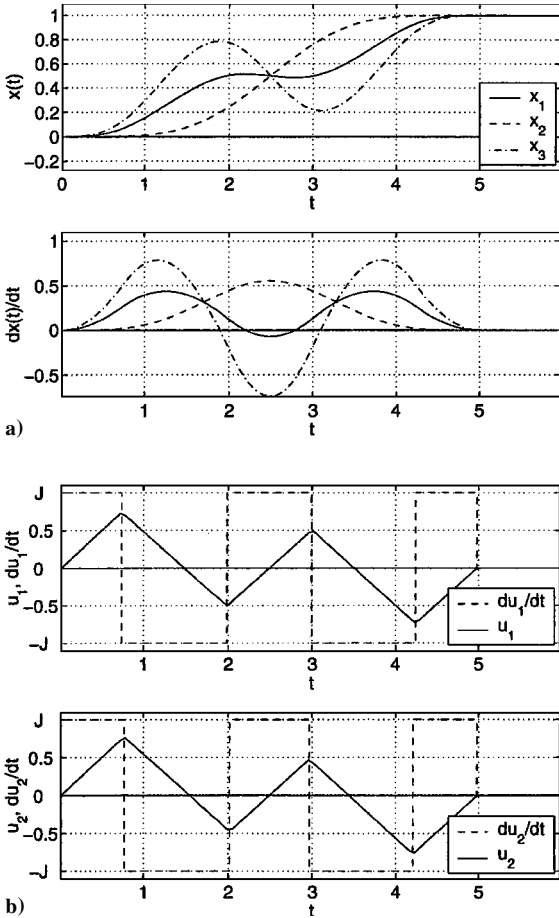 1
0.8
0.6
0.4
0.2
0
-0.2
x(t)
0 1 2 3 4 5
t
x1
x2
x3
1
0.5
0
-0.5
dx(t)/dt
1 2 3 4 5
t
a)
J
0.5
0
-0.5
-J
u1, du1/dt
1 2 3 4 5
t
du1/dt
u1
J
0.5
0
-0.5
-J
u2, du2/dt
1 2 3 4 5
t
du2/dt
u2
b)